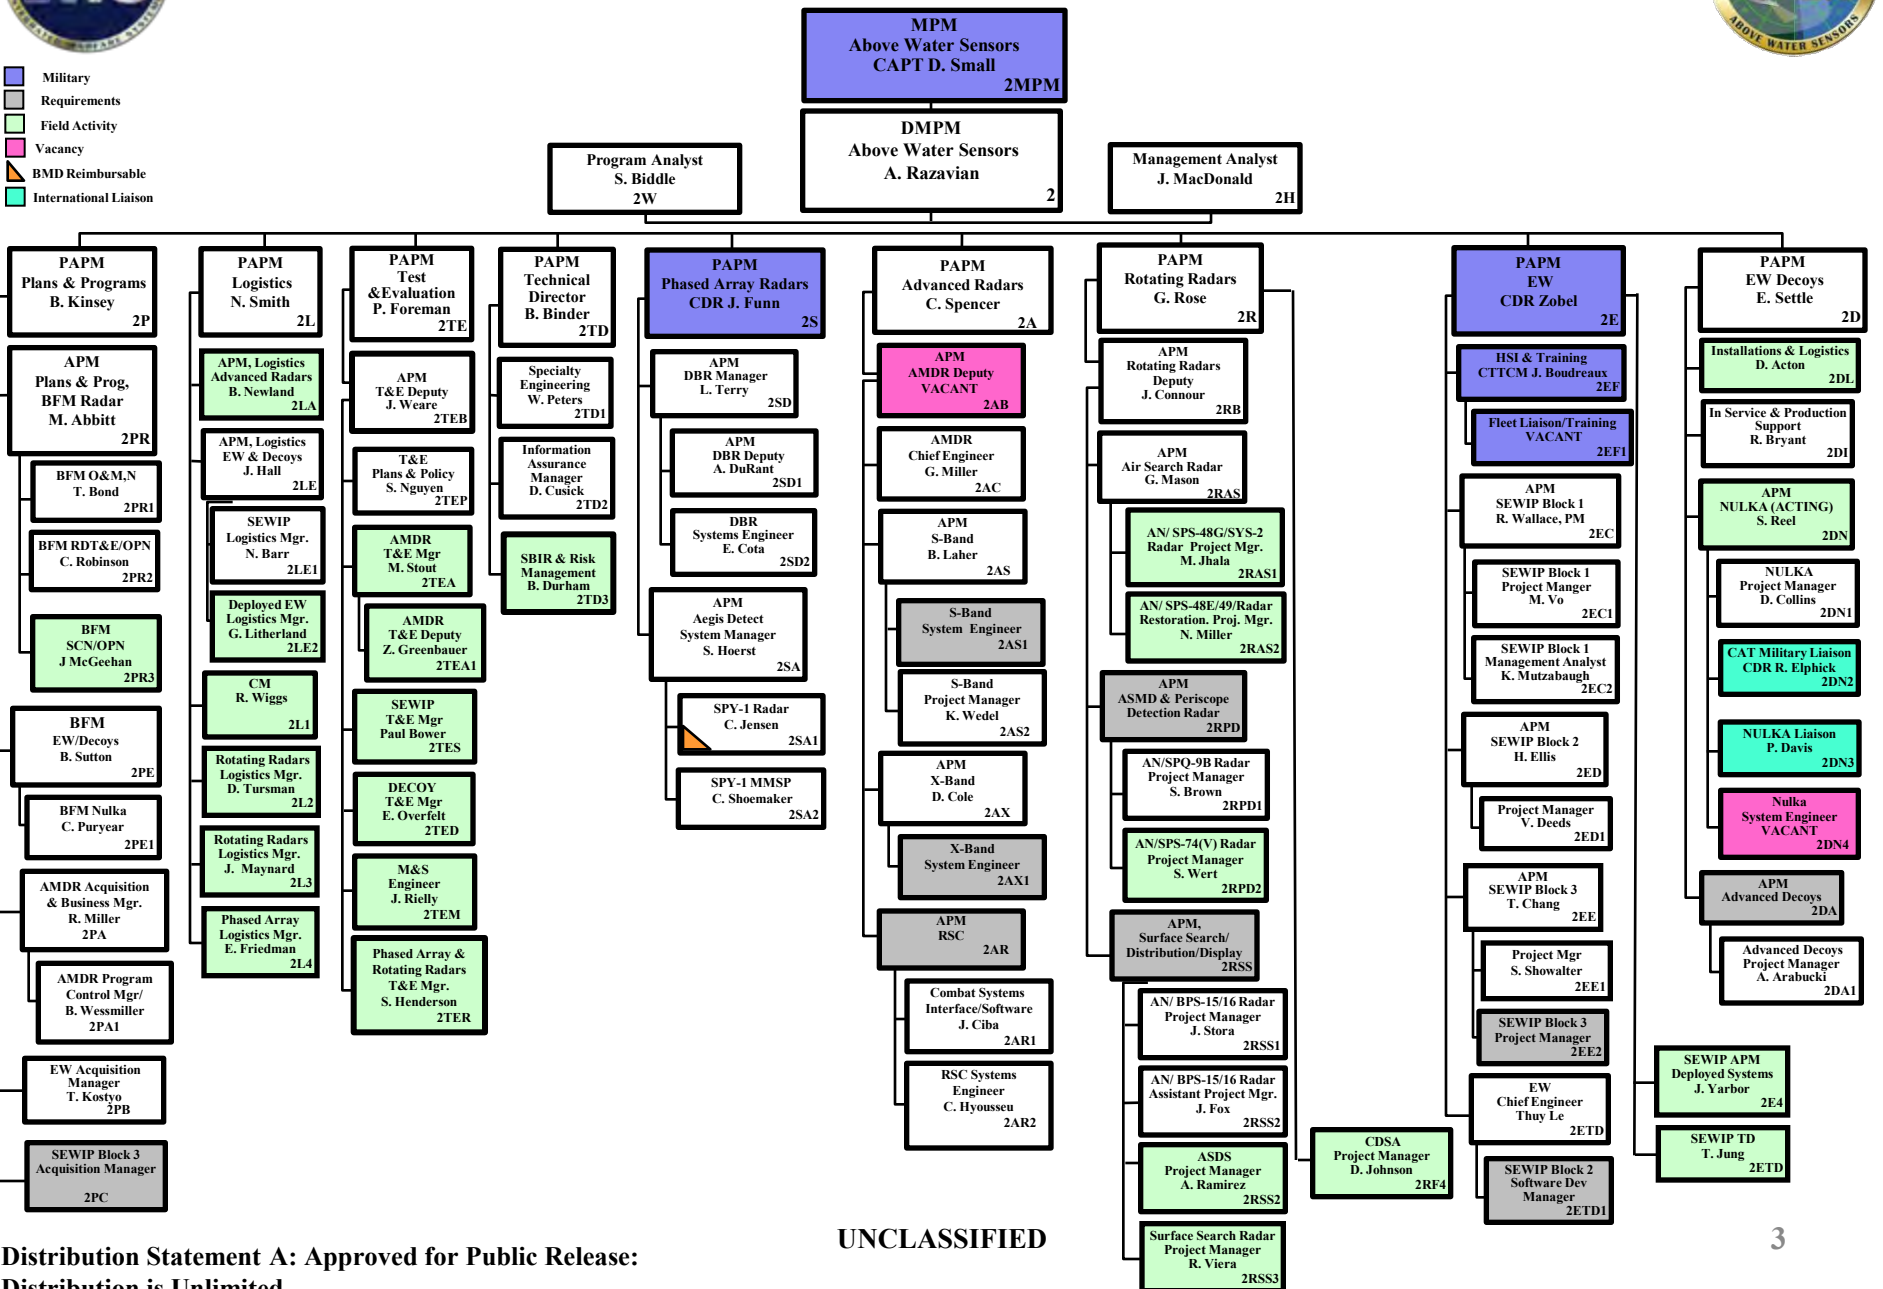 INTEGRATED WARFARE SYSTEMS
ABOVE WATER SENSORS
Military
Requirements
Field Activity
Vacancy
BMD Reimbursable
International Liaison
MPM
Above Water Sensors
CAPT D. Small
2MPM
DMPM
Above Water Sensors
A. Razavian
2
Program Analyst
S. Biddle
2W
Management Analyst
J. MacDonald
2H
PAPM
Plans & Programs
B. Kinsey
2P
APM
Plans & Prog,
BFM Radar
M. Abbitt
2PR
BFM O&M,N
T. Bond
2PR1
BFM RDT&E/OPN
C. Robinson
2PR2
BFM
SCN/OPN
J McGeehan
2PR3
BFM
EW/Decoys
B. Sutton
2PE
BFM Nulka
C. Puryear
2PE1
AMDR Acquisition
& Business Mgr.
R. Miller
2PA
AMDR Program
Control Mgr/
B. Wessmiller
2PA1
EW Acquisition
Manager
T. Kostyo
2PB
SEWIP Block 3
Acquisition Manager
2PC
PAPM
Logistics
N. Smith
2L
APM, Logistics
Advanced Radars
B. Newland
2LA
APM, Logistics
EW & Decoys
J. Hall
2LE
SEWIP
Logistics Mgr.
N. Barr
2LE1
Deployed EW
Logistics Mgr.
G. Litherland
2LE2
CM
R. Wiggs
2L1
Rotating Radars
Logistics Mgr.
D. Tursman
2L2
Rotating Radars
Logistics Mgr.
J. Maynard
2L3
Phased Array
Logistics Mgr.
E. Friedman
2L4
PAPM
Test
&Evaluation
P. Foreman
2TE
APM
T&E Deputy
J. Weare
2TEB
T&E
Plans & Policy
S. Nguyen
2TEP
AMDR
T&E Mgr
M. Stout
2TEA
AMDR
T&E Deputy
Z. Greenbauer
2TEA1
SEWIP
T&E Mgr
Paul Bower
2TES
DECOY
T&E Mgr
E. Overfelt
2TED
M&S
Engineer
J. Rielly
2TEM
Phased Array &
Rotating Radars
T&E Mgr.
S. Henderson
2TER
PAPM
Technical
Director
B. Binder
2TD
Specialty
Engineering
W. Peters
2TD1
Information
Assurance
Manager
D. Cusick
2TD2
SBIR & Risk
Management
B. Durham
2TD3
PAPM
Phased Array Radars
CDR J. Funn
2S
APM
DBR Manager
L. Terry
2SD
APM
DBR Deputy
A. DuRant
2SD1
DBR
Systems Engineer
E. Cota
2SD2
APM
Aegis Detect
System Manager
S. Hoerst
2SA
SPY-1 Radar
C. Jensen
2SA1
SPY-1 MMSP
C. Shoemaker
2SA2
PAPM
Advanced Radars
C. Spencer
2A
APM
AMDR Deputy
VACANT
2AB
AMDR
Chief Engineer
G. Miller
2AC
APM
S-Band
B. Laher
2AS
S-Band
System Engineer
2AS1
S-Band
Project Manager
K. Wedel
2AS2
APM
X-Band
D. Cole
2AX
X-Band
System Engineer
2AX1
APM
RSC
2AR
Combat Systems
Interface/Software
J. Ciba
2AR1
RSC Systems
Engineer
C. Hyousseu
2AR2
PAPM
Rotating Radars
G. Rose
2R
APM
Rotating Radars
Deputy
J. Connour
2RB
APM
Air Search Radar
G. Mason
2RAS
AN/ SPS-48G/SYS-2
Radar Project Mgr.
M. Jhala
2RAS1
AN/ SPS-48E/49/Radar
Restoration. Proj. Mgr.
N. Miller
2RAS2
APM
ASMD & Periscope
Detection Radar
2RPD
AN/SPQ-9B Radar
Project Manager
S. Brown
2RPD1
AN/SPS-74(V) Radar
Project Manager
S. Wert
2RPD2
APM,
Surface Search/
Distribution/Display
2RSS
AN/ BPS-15/16 Radar
Project Manager
J. Stora
2RSS1
AN/ BPS-15/16 Radar
Assistant Project Mgr.
J. Fox
2RSS2
ASDS
Project Manager
A. Ramirez
2RSS2
Surface Search Radar
Project Manager
R. Viera
2RSS3
CDSA
Project Manager
D. Johnson
2RF4
PAPM
EW
CDR Zobel
2E
HSI & Training
CTTCM J. Boudreaux
2EF
Fleet Liaison/Training
VACANT
2EF1
APM
SEWIP Block 1
R. Wallace, PM
2EC
SEWIP Block 1
Project Manger
M. Vo
2EC1
SEWIP Block 1
Management Analyst
K. Mutzabaugh
2EC2
APM
SEWIP Block 2
H. Ellis
2ED
Project Manager
V. Deeds
2ED1
APM
SEWIP Block 3
T. Chang
2EE
Project Mgr
S. Showalter
2EE1
SEWIP Block 3
Project Manager
2EE2
EW
Chief Engineer
Thuy Le
2ETD
SEWIP Block 2
Software Dev
Manager
2ETD1
SEWIP APM
Deployed Systems
J. Yarbor
2E4
SEWIP TD
T. Jung
2ETD
PAPM
EW Decoys
E. Settle
2D
Installations & Logistics
D. Acton
2DL
In Service & Production
Support
R. Bryant
2DI
APM
NULKA (ACTING)
S. Reel
2DN
NULKA
Project Manager
D. Collins
2DN1
CAT Military Liaison
CDR R. Elphick
2DN2
NULKA Liaison
P. Davis
2DN3
Nulka
System Engineer
VACANT
2DN4
APM
Advanced Decoys
2DA
Advanced Decoys
Project Manager
A. Arabucki
2DA1
UNCLASSIFIED
3
Distribution Statement A: Approved for Public Release:
Distribution is Unlimited